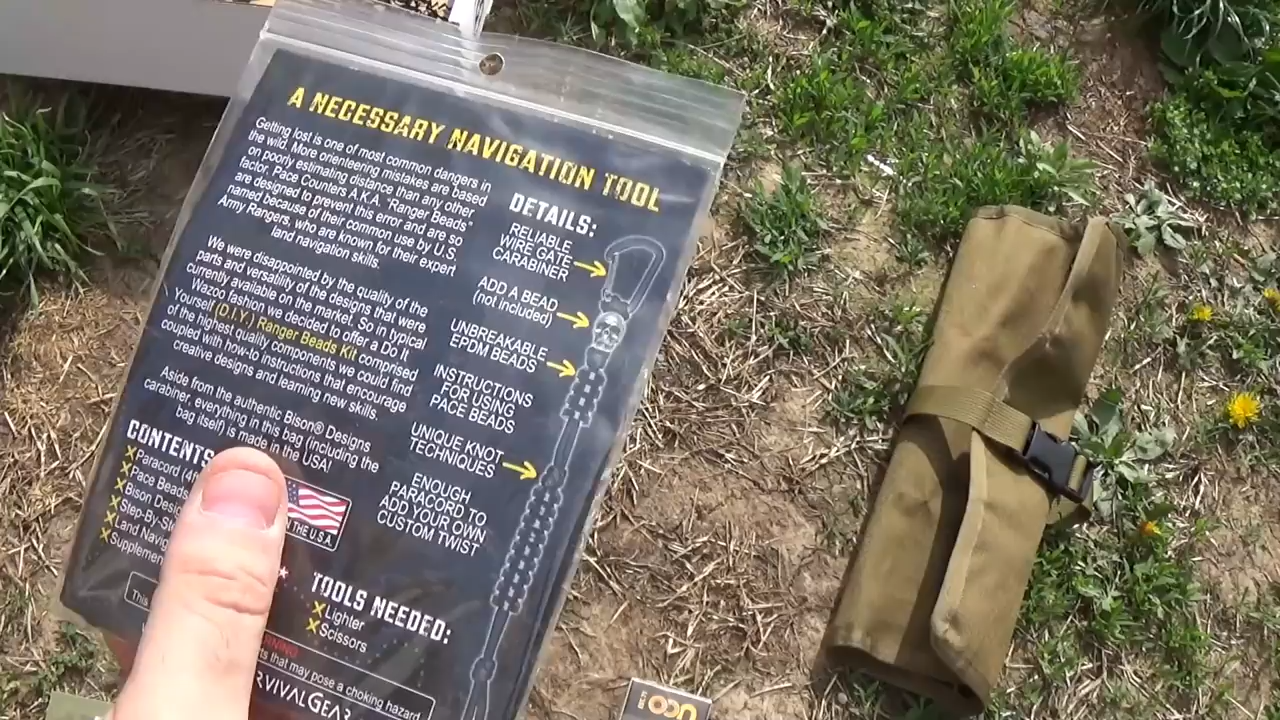 A NECESSARY NAVIGATION TOOL
Getting lost is one of most common dangers in
the wild. More orienteering mistakes are based
on poorly estimating distance than any other
factor. Pace Counters A.K.A. "Ranger Beads"
are designed to prevent this error and are so
named because of their common use by U.S.
Army Rangers, who are known for their expert
land navigation skills.
We were disappointed by the quality of the
parts and versatility of the designs that were
currently available on the market. So in typical
Wazoo fashion we decided to offer a Do It
Yourself (D.I.Y.) Ranger Beads Kit comprised
of the highest quality components we could find
coupled with how-to instructions that encourage
creative designs and learning new skills.
Aside from the authentic Bison® Designs
carabiner, everything in this bag (including the
bag itself) is made in the USA!
CONTENTS
Paracord
Pace Beads
Bison
Step-By-
Land
IN THE U.S.A.
This
DETAILS:
RELIABLE
WIRE GATE
CARABINER
ADD A BEAD
(not included)
UNBREAKABLE
EPDM BEADS
INSTRUCTIONS
FOR USING
PACE BEADS
UNIQUE KNOT
TECHNIQUES
ENOUGH
PARACORD TO
ADD YOUR OWN
CUSTOM TWIST
TOOLS NEEDED:
Lighter
Scissors
that may pose a choking hazard
UCO